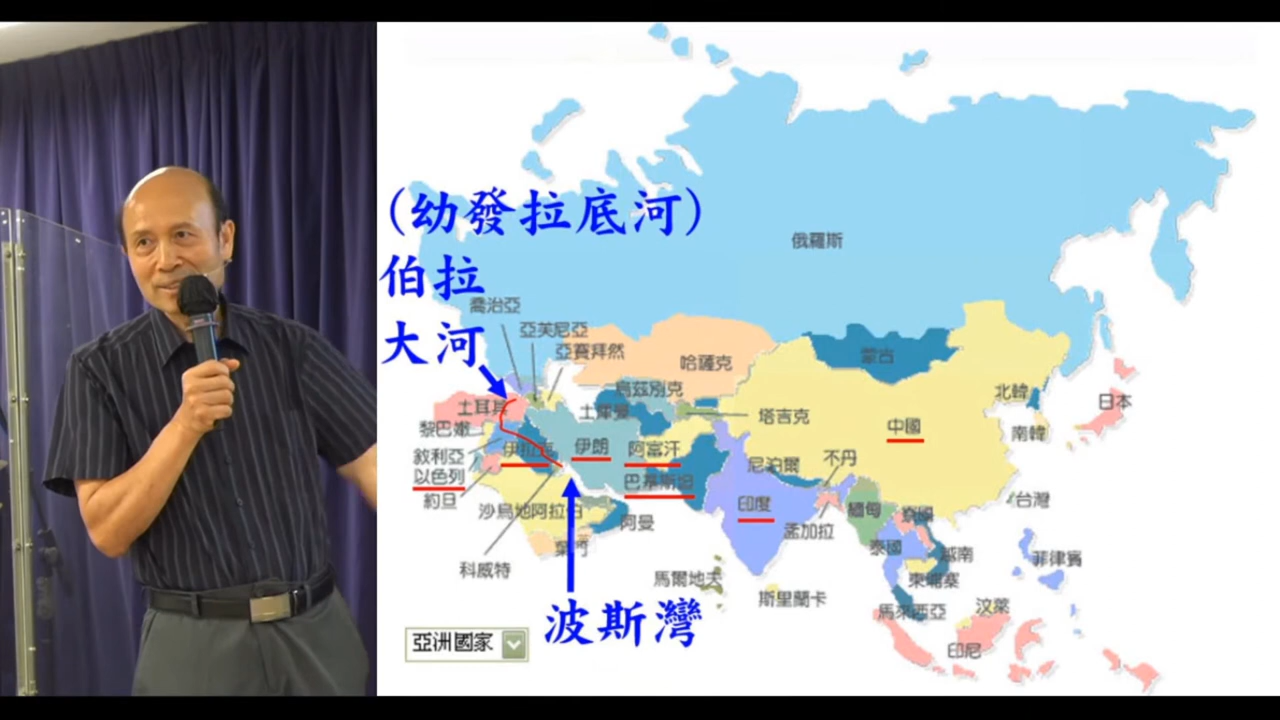 (幼發拉底河)
伯拉
大河
俄羅斯
喬治亞
亞美尼亞
亞賽拜然
哈薩克
蒙古
烏茲別克
北韓
日本
土耳其
土庫曼
塔吉克
黎巴嫩
中國
南韓
伊拉克
伊朗
阿富汗
敘利亞
尼泊爾
不丹
以色列
巴基斯坦
約旦
印度
台灣
沙烏地阿拉伯
阿曼
孟加拉
緬甸
寮國
葉門
泰國
越南
菲律賓
科威特
馬爾地夫
柬埔寨
斯里蘭卡
馬來西亞
汶萊
波斯灣
亞洲國家
印尼